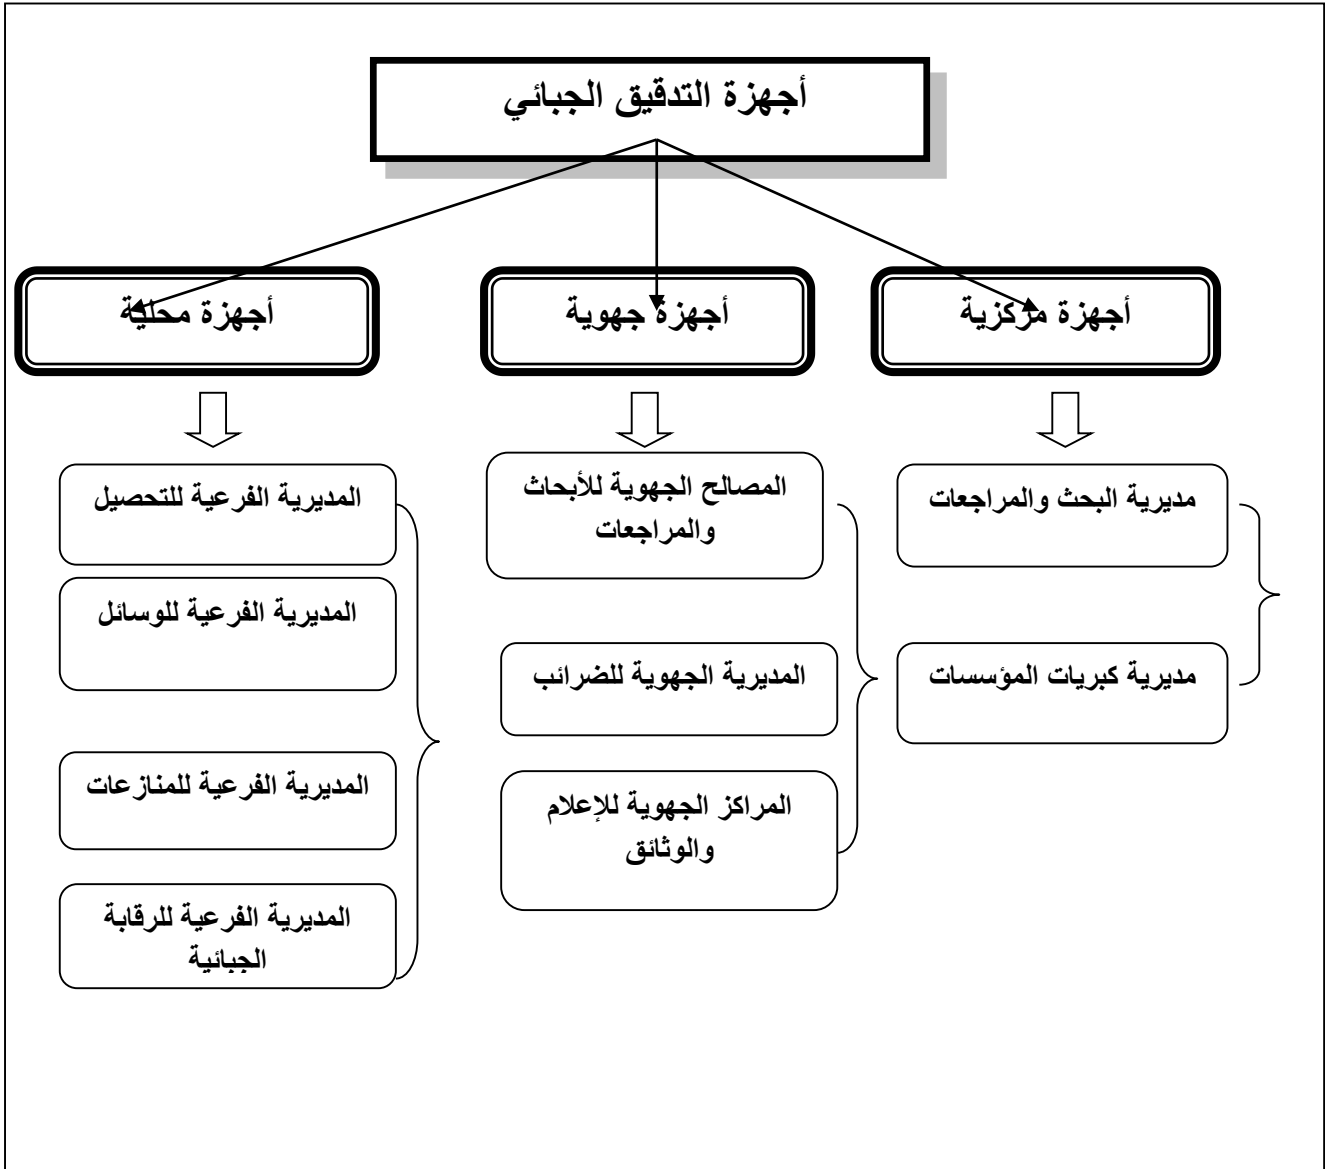 أجهزة التدقيق الجبائي
أجهزة مركزية
أجهزة جهوية
أجهزة محلية
مديرية البحث والمراجعات
مديرية كبريات المؤسسات
المصالح الجهوية للأبحاث
والمراجعات
المديرية الجهوية للضرائب
المراكز الجهوية للإعلام
والوثائق
المديرية الفرعية للتحصيل
المديرية الفرعية للوسائل
المديرية الفرعية للمنازعات
المديرية الفرعية للرقابة
الجبائية